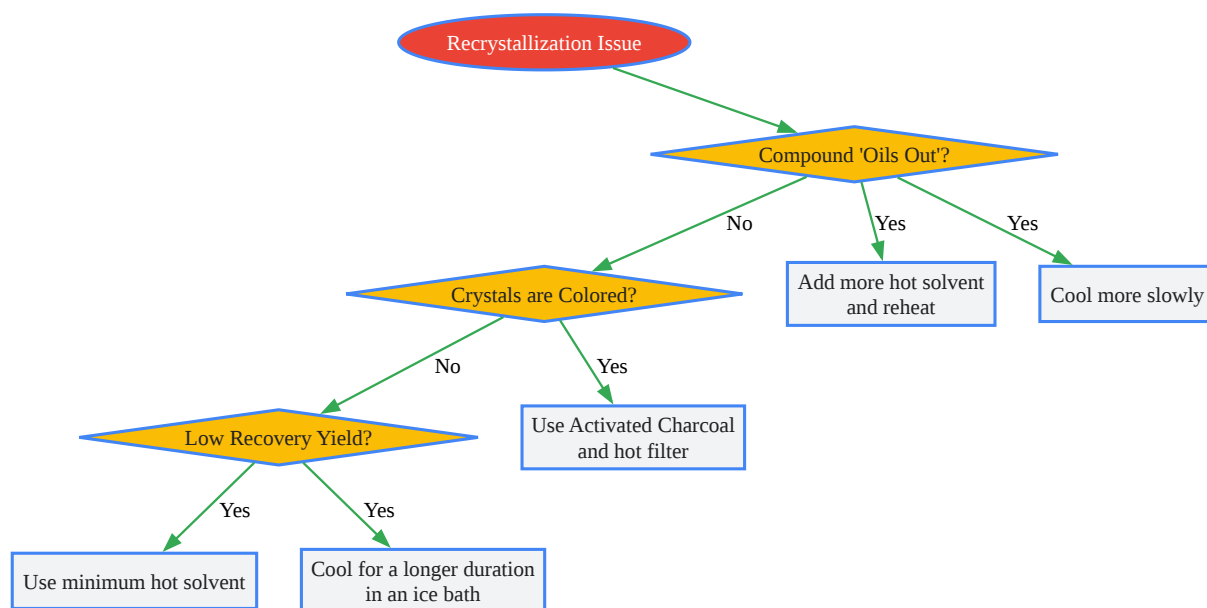 Recrystallization Issue
Compound 'Oils Out'?
No
Yes
Yes
Crystals are Colored?
Add more hot solvent
and reheat
Cool more slowly
No
Yes
Low Recovery Yield?
Use Activated Charcoal
and hot filter
Yes
Yes
Use minimum hot solvent
Cool for a longer duration
in an ice bath